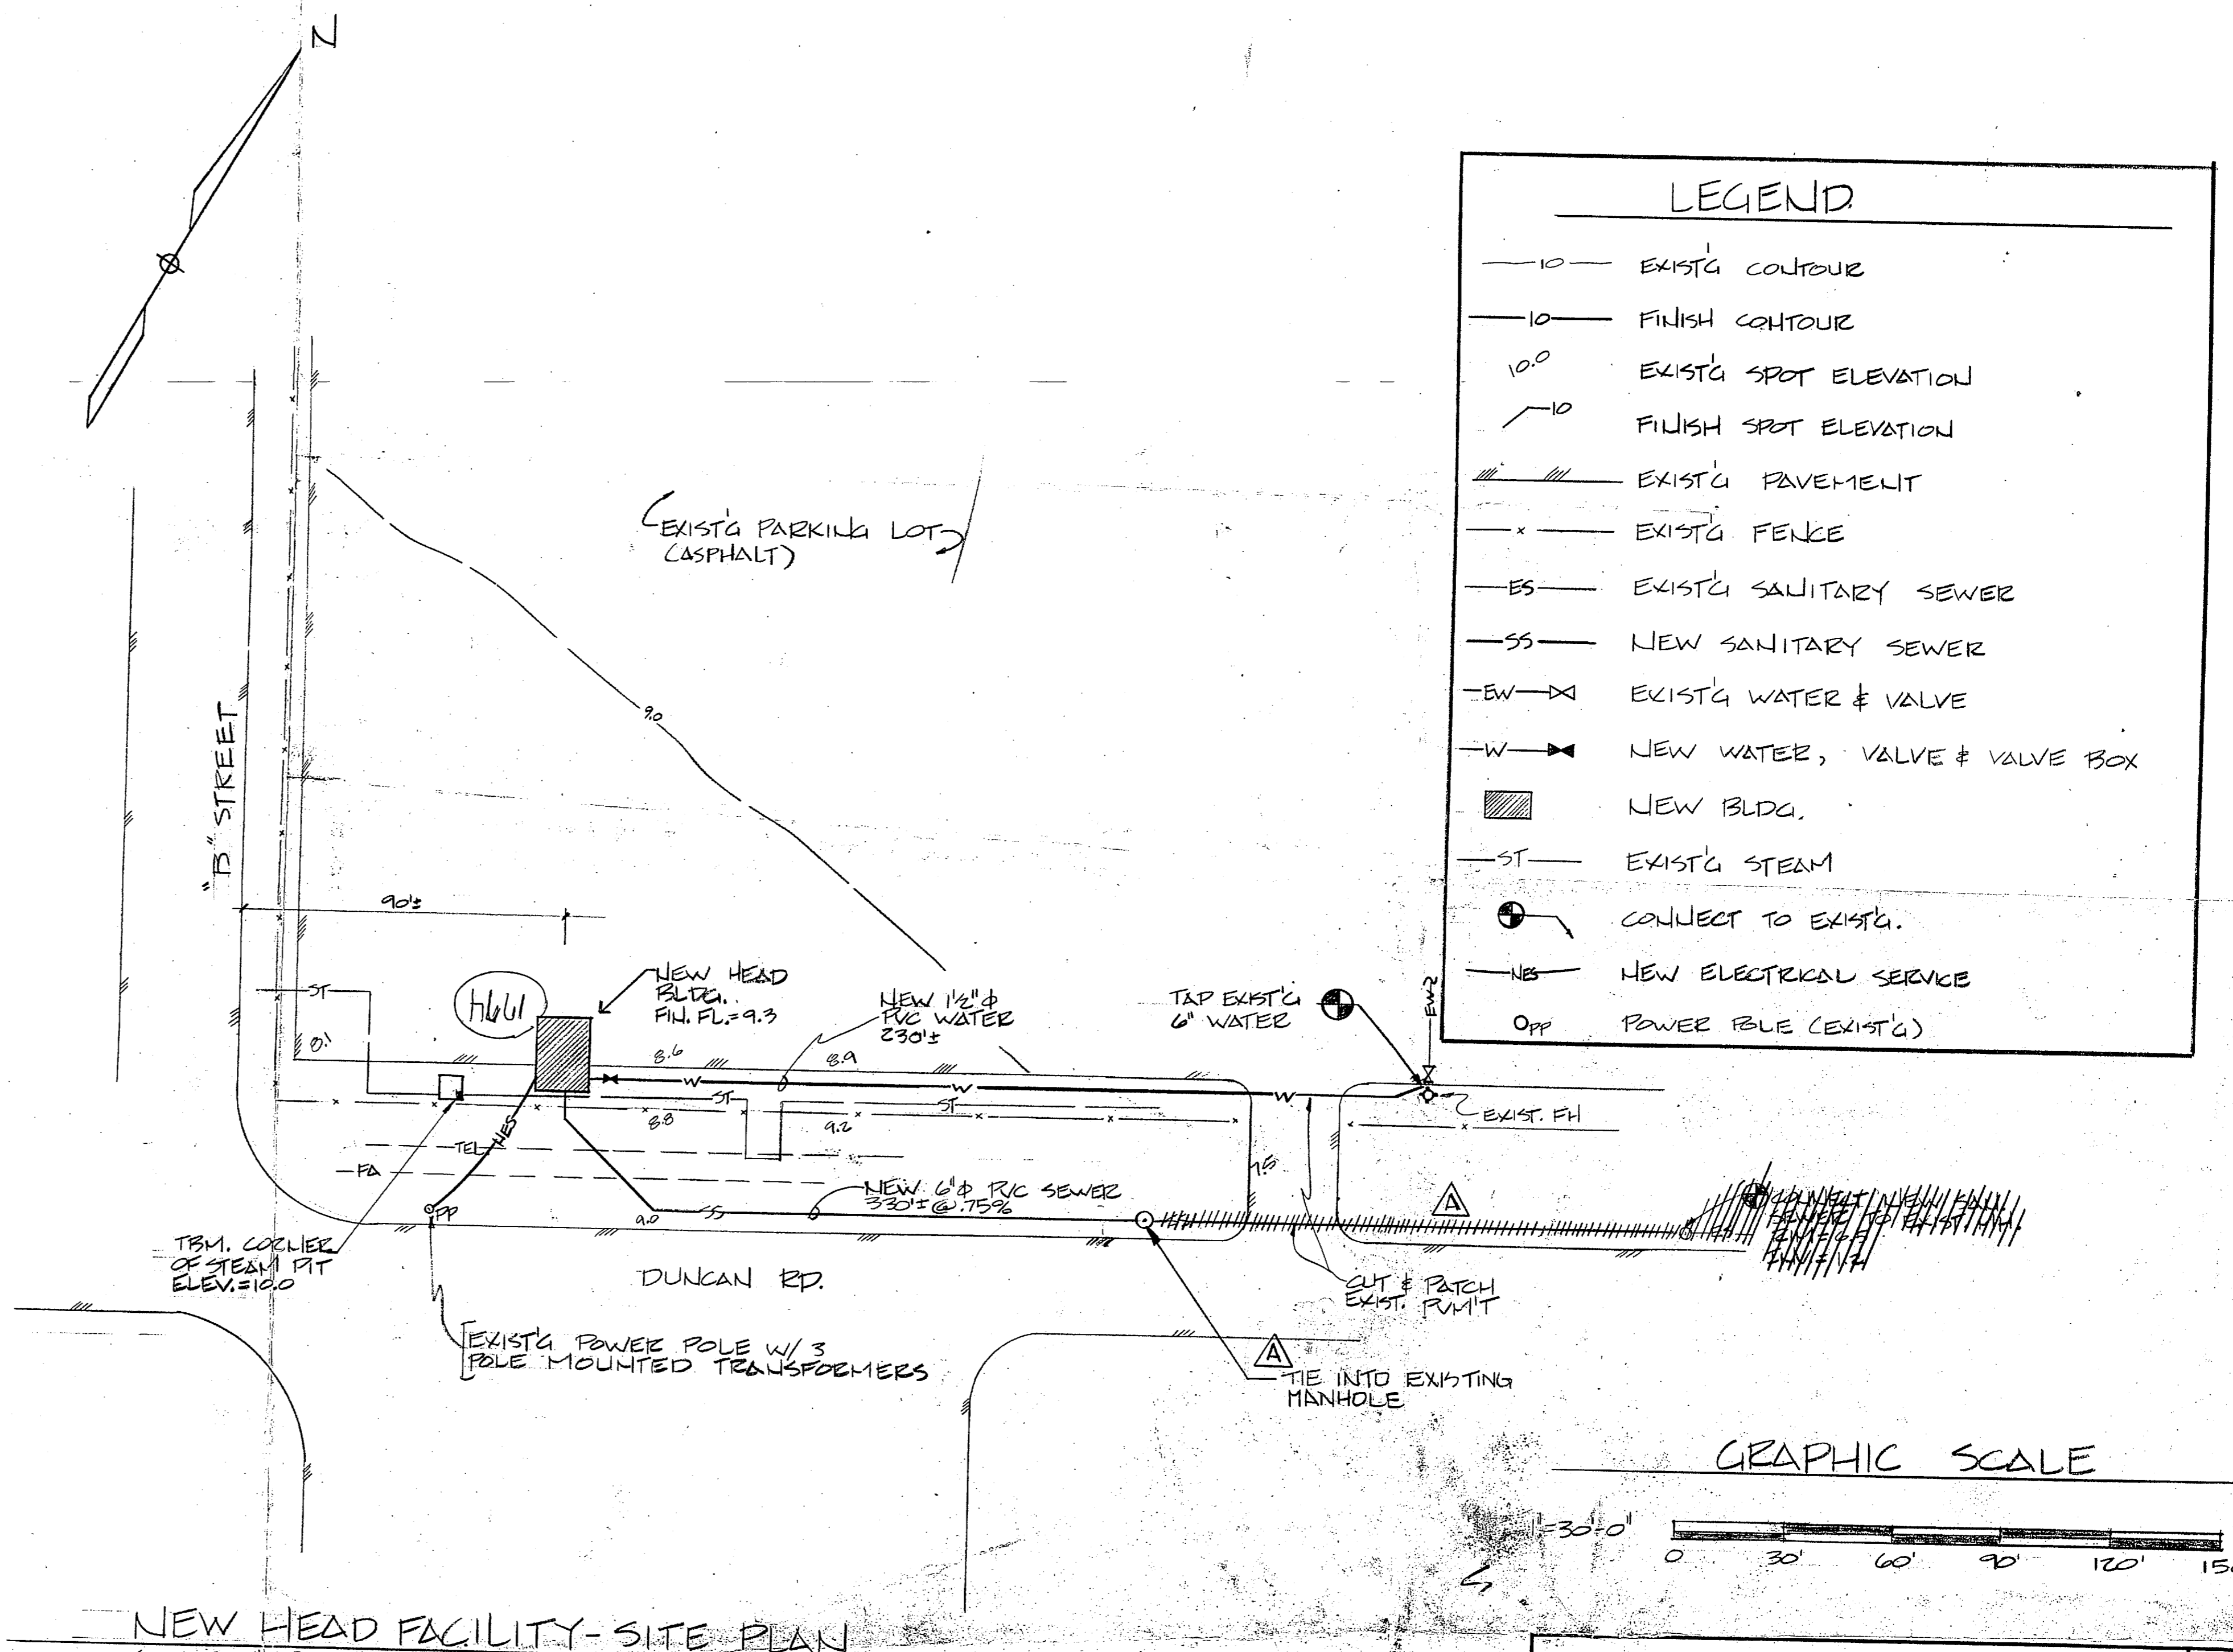 N
LEGEND
10 EXIST'G CONTOUR
10 FINISH CONTOUR
10.0 EXIST'G SPOT ELEVATION
10 FINISH SPOT ELEVATION
EXIST'G PAVEMENT
x EXIST'G FENCE
ES EXIST'G SANITARY SEWER
SS NEW SANITARY SEWER
EW EXIST'G WATER & VALVE
W NEW WATER, VALVE & VALVE BOX
NEW BLDG.
ST EXIST'G STEAM
CONNECT TO EXIST'G.
NES NEW ELECTRICAL SERVICE
OPP POWER POLE (EXIST'G)
EXIST'G PARKING LOT
(ASPHALT)
9.0
"B" STREET
90'±
ST
1994
NEW HEAD
BLDG.
FIN. FL.=9.3
NEW 1½"φ
PVC WATER
230'±
TAP EXIST'G
6" WATER
8.6
8.9
W
W
W
ST
ST
8.8
9.2
EXIST. FH
TEL
NES
FA
PP
9.0
SS
NEW 6"φ PVC SEWER
330'± @ .75%
A
TBM. CORNER
OF STEAM PIT
ELEV.=10.0
DUNCAN RD.
CUT & PATCH
EXIST. PVM'T
EXIST'G POWER POLE W/ 3
POLE MOUNTED TRANSFORMERS
A
TIE INTO EXISTING
MANHOLE
GRAPHIC SCALE
1"=30'-0"
0 30' 60' 90' 120'
NEW HEAD FACILITY-SITE PLAN